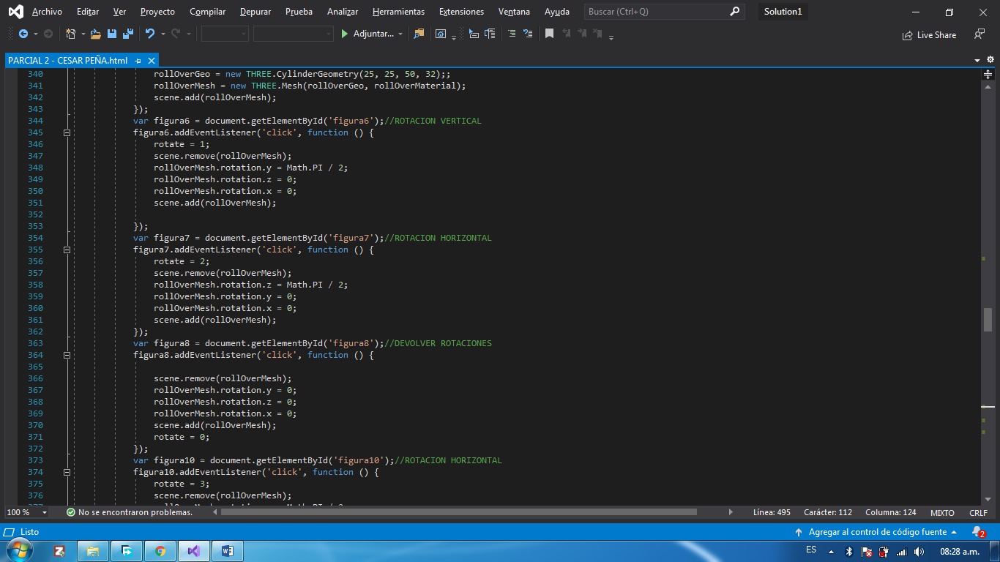 Archivo Editar Ver Proyecto Compilar Depurar Prueba Analizar Herramientas Extensiones Ventana Ayuda Buscar (Ctrl+Q) Solution1
Adjuntar... Live Share
PARCIAL 2 - CESAR PEÑA.html
340 rollOverGeo = new THREE.CylinderGeometry(25, 25, 50, 32);;
341 rollOverMesh = new THREE.Mesh(rollOverGeo, rollOverMaterial);
342 scene.add(rollOverMesh);
343 });
344 var figura6 = document.getElementById('figura6');//ROTACION VERTICAL
345 figura6.addEventListener('click', function () {
346 rotate = 1;
347 scene.remove(rollOverMesh);
348 rollOverMesh.rotation.y = Math.PI / 2;
349 rollOverMesh.rotation.z = 0;
350 rollOverMesh.rotation.x = 0;
351 scene.add(rollOverMesh);
352
353 });
354 var figura7 = document.getElementById('figura7');//ROTACION HORIZONTAL
355 figura7.addEventListener('click', function () {
356 rotate = 2;
357 scene.remove(rollOverMesh);
358 rollOverMesh.rotation.z = Math.PI / 2;
359 rollOverMesh.rotation.y = 0;
360 rollOverMesh.rotation.x = 0;
361 scene.add(rollOverMesh);
362 });
363 var figura8 = document.getElementById('figura8');//DEVOLVER ROTACIONES
364 figura8.addEventListener('click', function () {
365
366 scene.remove(rollOverMesh);
367 rollOverMesh.rotation.y = 0;
368 rollOverMesh.rotation.z = 0;
369 rollOverMesh.rotation.x = 0;
370 scene.add(rollOverMesh);
371 rotate = 0;
372 });
373 var figura10 = document.getElementById('figura10');//ROTACION HORIZONTAL
374 figura10.addEventListener('click', function () {
375 rotate = 3;
376 scene.remove(rollOverMesh);
100 % No se encontraron problemas. Línea: 495 Carácter: 112 Columna: 124 MIXTO CRLF
Listo Agregar al control de código fuente 2
ES 08:28 a.m.